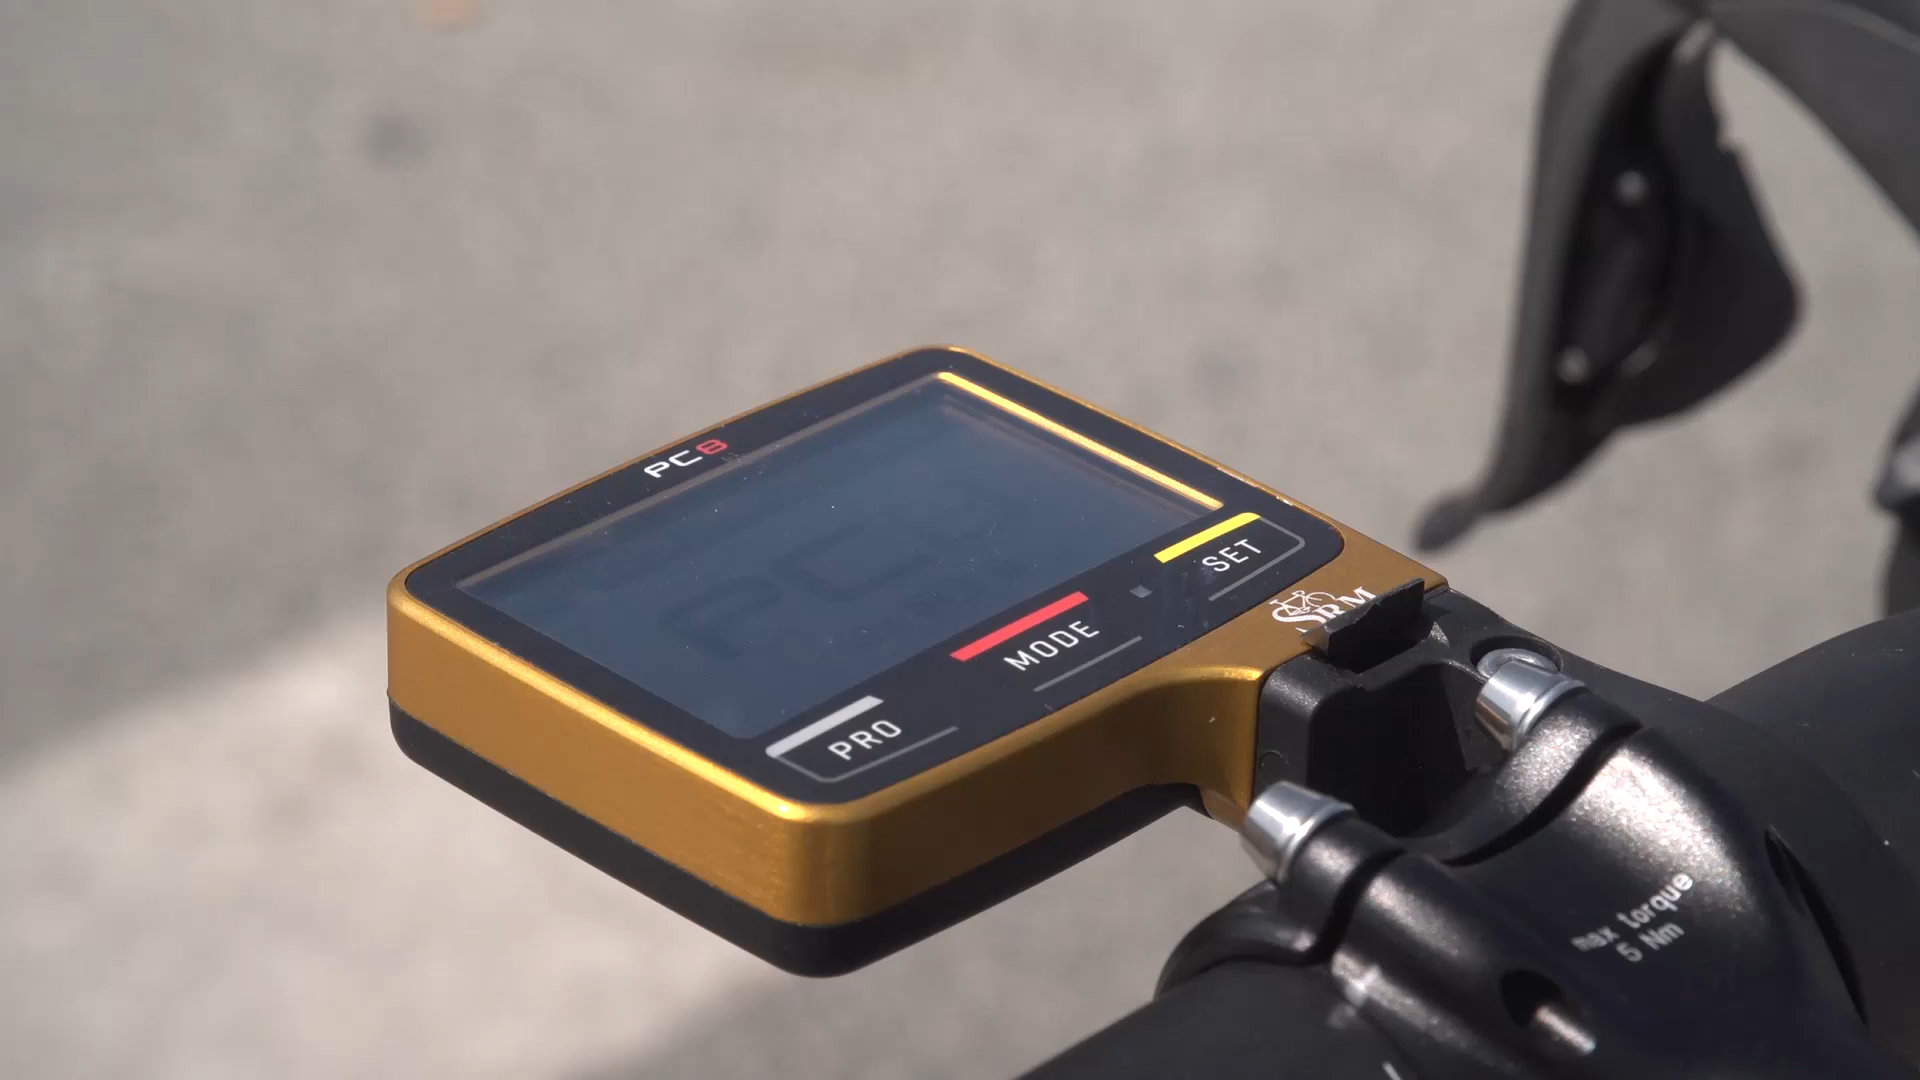 PC8
SET
MODE
PRO
SRM
max torque
5 Nm